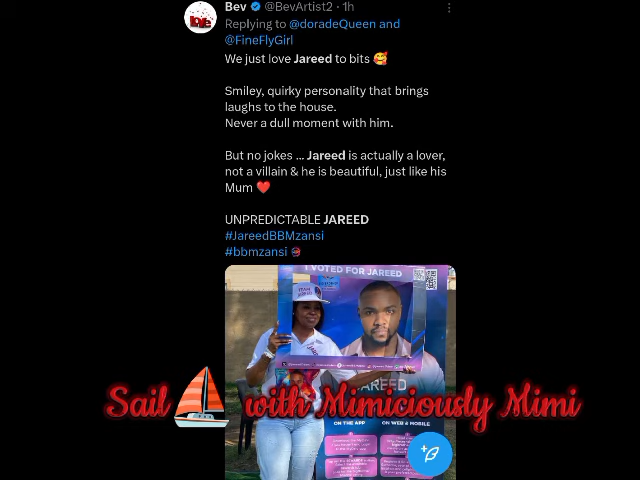 Bev @BevArtist2 · 1h
Replying to @doradeQueen and
@FineFlyGirl
We just love Jareed to bits 🥰
Smiley, quirky personality that brings
laughs to the house.
Never a dull moment with him.
But no jokes ... Jareed is actually a lover,
not a villain & he is beautiful, just like his
Mum ❤️
UNPREDICTABLE JAREED
#JareedBBMzansi
#bbmzansi
I VOTED FOR JAREED
JAREED
Sail with Mimiciously Mimi
ON THE APP
ON WEB & MOBILE